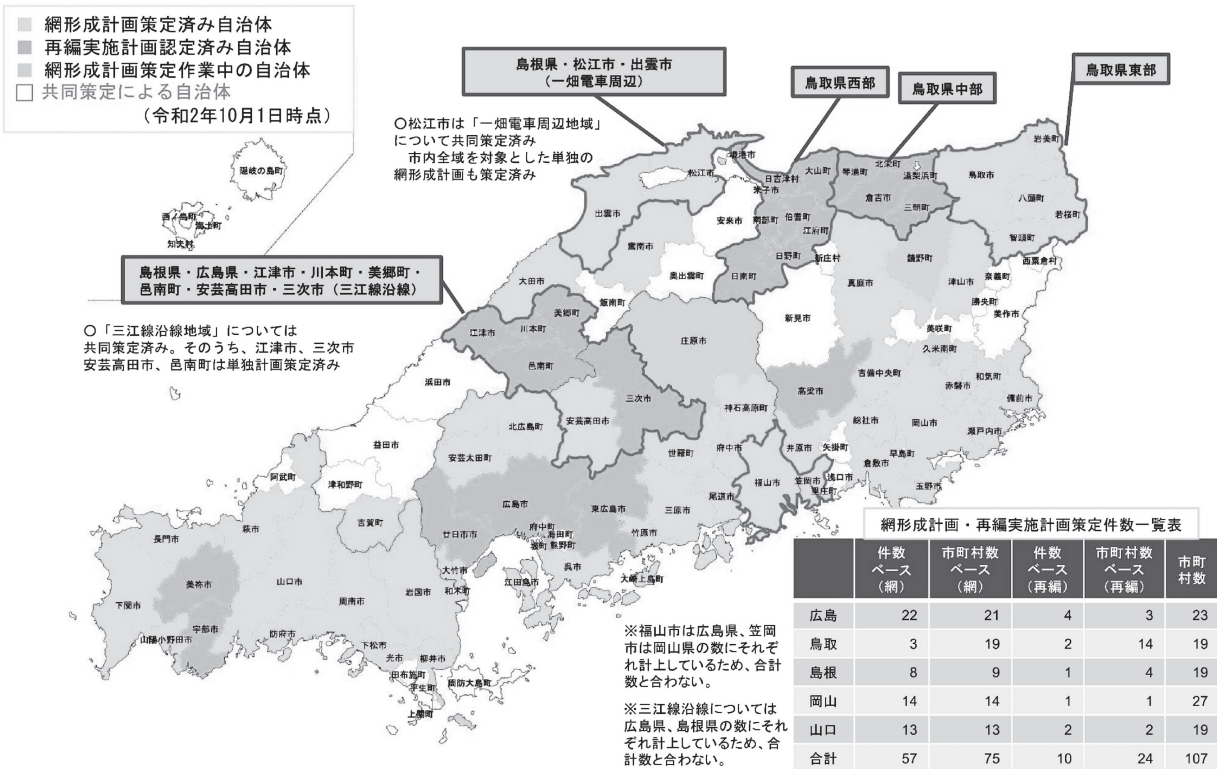 網形成計画策定済み自治体
再編実施計画認定済み自治体
網形成計画策定作業中の自治体
共同策定による自治体
(令和2年10月1日時点)
島根県・松江市・出雲市
(一畑電車周辺)
鳥取県西部
鳥取県中部
鳥取県東部
○松江市は「一畑電車周辺地域」
について共同策定済み
市内全域を対象とした単独の
網形成計画も策定済み
島根県・広島県・江津市・川本町・美郷町・
邑南町・安芸高田市・三次市(三江線沿線)
○「三江線沿線地域」については
共同策定済み。そのうち、江津市、三次市
安芸高田市、邑南町は単独計画策定済み
隠岐の島町
西ノ島町
海士町
知夫村
松江市
境港市
出雲市
安来市
雲南市
奥出雲町
大田市
飯南町
美郷町
川本町
江津市
邑南町
浜田市
益田市
津和野町
吉賀町
日吉津村
米子市
大山町
南部町
伯耆町
江府町
日野町
日南町
琴浦町
北栄町
湯梨浜町
倉吉市
三朝町
岩美町
鳥取市
八頭町
若桜町
智頭町
新庄村
真庭市
鏡野町
津山市
奈義町
西粟倉村
勝央町
美作市
美咲町
久米南町
新見市
高梁市
吉備中央町
赤磐市
和気町
備前市
総社市
岡山市
瀬戸内市
早島町
倉敷市
玉野市
井原市
矢掛町
浅口市
笠岡市
里庄町
庄原市
三次市
安芸高田市
神石高原町
北広島町
安芸太田町
世羅町
府中市
福山市
尾道市
三原市
広島市
東広島市
竹原市
府中町
海田町
坂町
熊野町
廿日市市
呉市
大竹市
江田島市
大崎上島町
和木町
岩国市
阿武町
萩市
長門市
美祢市
山口市
周南市
下関市
宇部市
山陽小野田市
防府市
下松市
光市
柳井市
田布施町
平生町
周防大島町
上関町
※福山市は広島県、笠岡
市は岡山県の数にそれぞ
れ計上しているため、合計
数と合わない。
※三江線沿線については
広島県、島根県の数にそれ
ぞれ計上しているため、合
計数と合わない。
網形成計画・再編実施計画策定件数一覧表
件数ベース(網) 市町村数ベース(網) 件数ベース(再編) 市町村数ベース(再編) 市町村数
広島 22 21 4 3 23
鳥取 3 19 2 14 19
島根 8 9 1 4 19
岡山 14 14 1 1 27
山口 13 13 2 2 19
合計 57 75 10 24 107